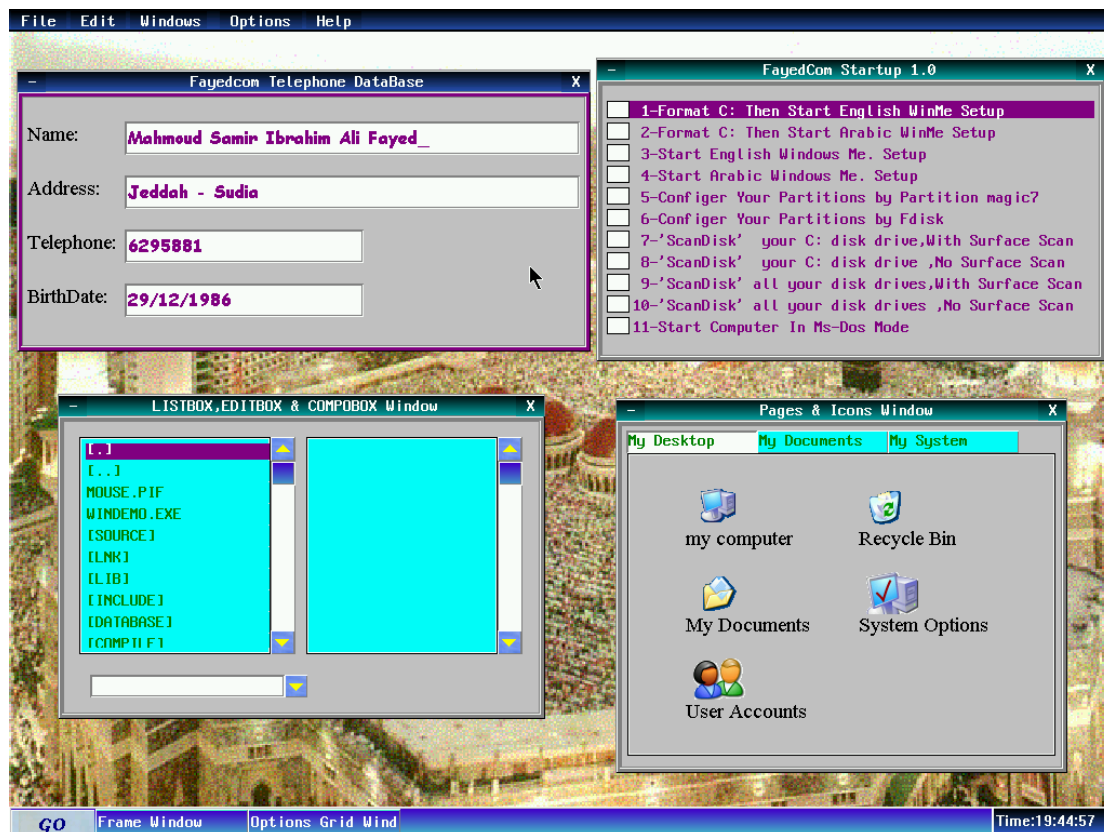 File Edit Windows Options Help
– Fayedcom Telephone DataBase X
Name: Mahmoud Samir Ibrahim Ali Fayed_
Address: Jeddah - Sudia
Telephone: 6295881
BirthDate: 29/12/1986
– FayedCom Startup 1.0 X
1-Format C: Then Start English WinMe Setup
2-Format C: Then Start Arabic WinMe Setup
3-Start English Windows Me. Setup
4-Start Arabic Windows Me. Setup
5-Configer Your Partitions by Partition magic7
6-Configer Your Partitions by Fdisk
7-'ScanDisk' your C: disk drive,With Surface Scan
8-'ScanDisk' your C: disk drive ,No Surface Scan
9-'ScanDisk' all your disk drives,With Surface Scan
10-'ScanDisk' all your disk drives ,No Surface Scan
11-Start Computer In Ms-Dos Mode
– LISTBOX,EDITBOX & COMPOBOX Window X
[.]
[..]
MOUSE.PIF
WINDEMO.EXE
[SOURCE]
[LNK]
[LIB]
[INCLUDE]
[DATABASE]
[COMPILE]
– Pages & Icons Window X
My Desktop My Documents My System
my computer Recycle Bin
My Documents System Options
User Accounts
GO Frame Window Options Grid Wind Time:19:44:57